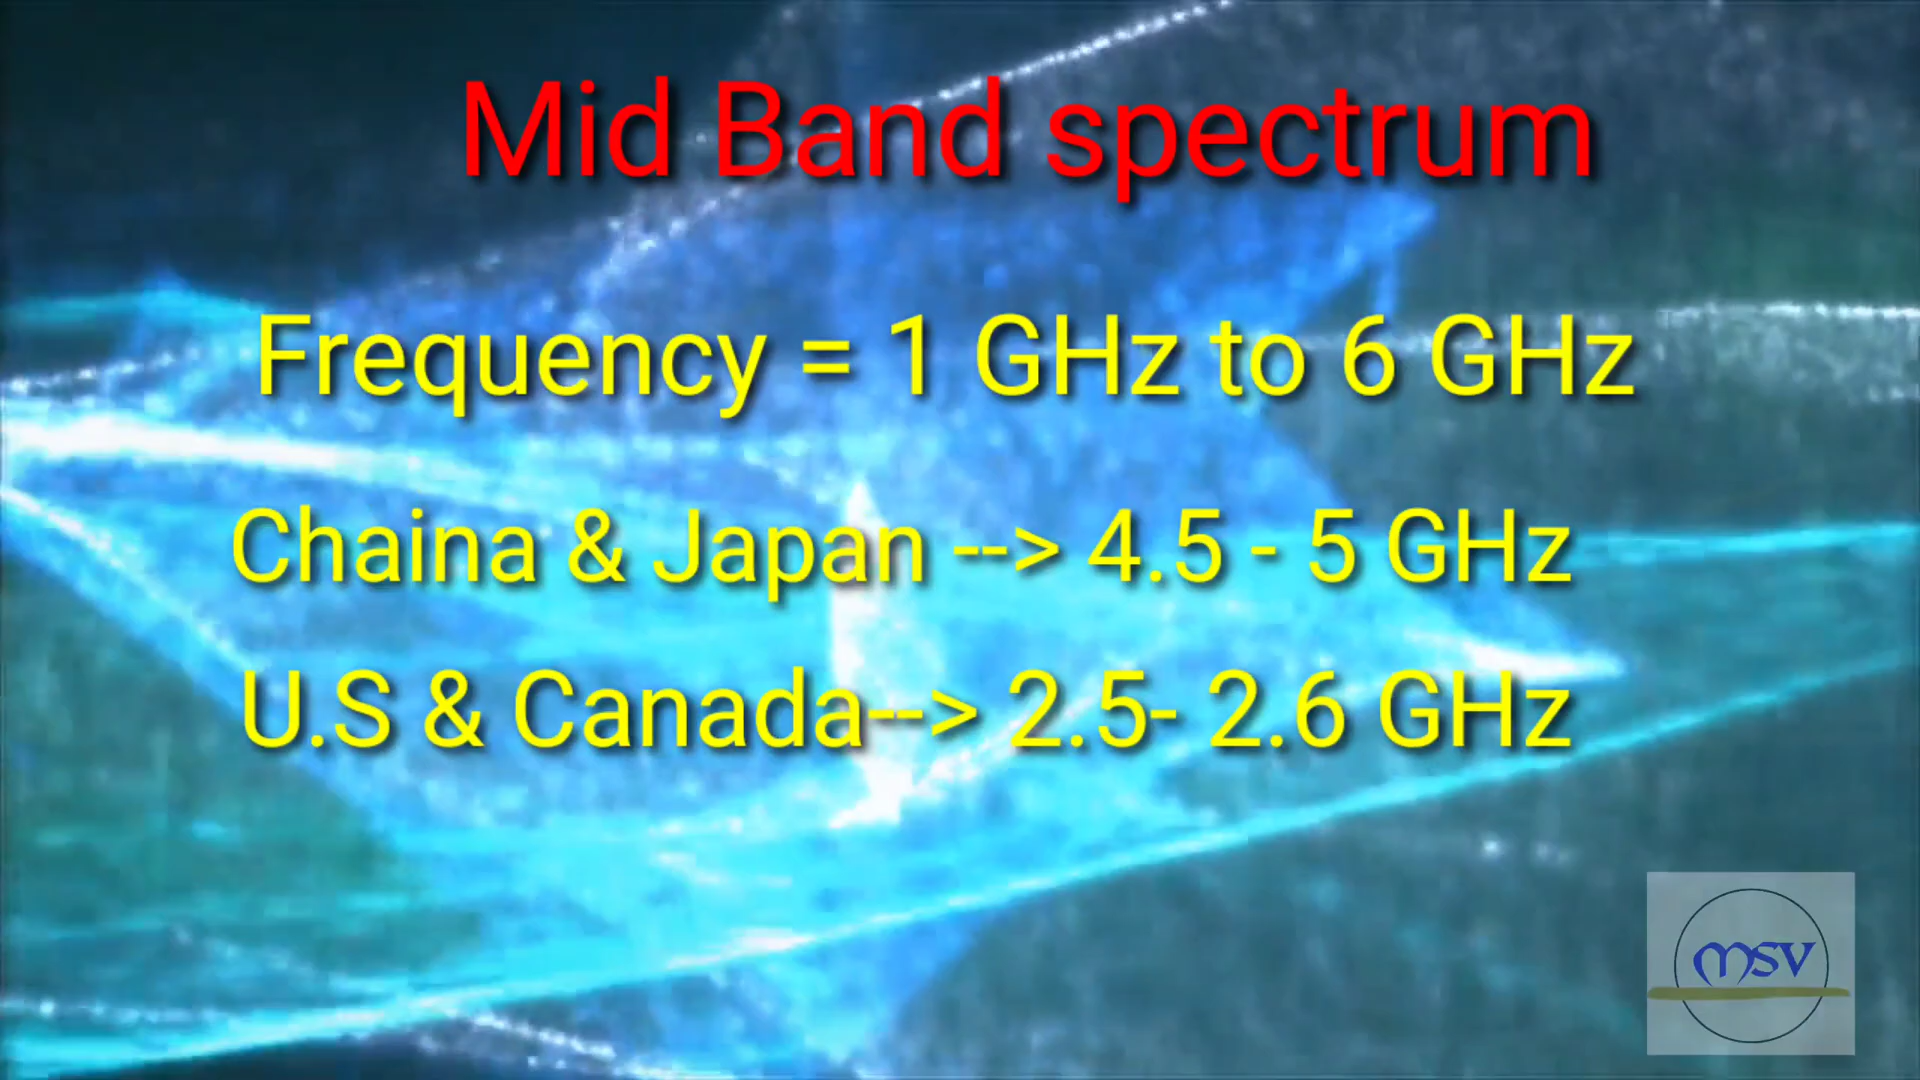 Mid Band spectrum
Frequency = 1 GHz to 6 GHz
Chaina & Japan --> 4.5 - 5 GHz
U.S & Canada--> 2.5- 2.6 GHz
MSV